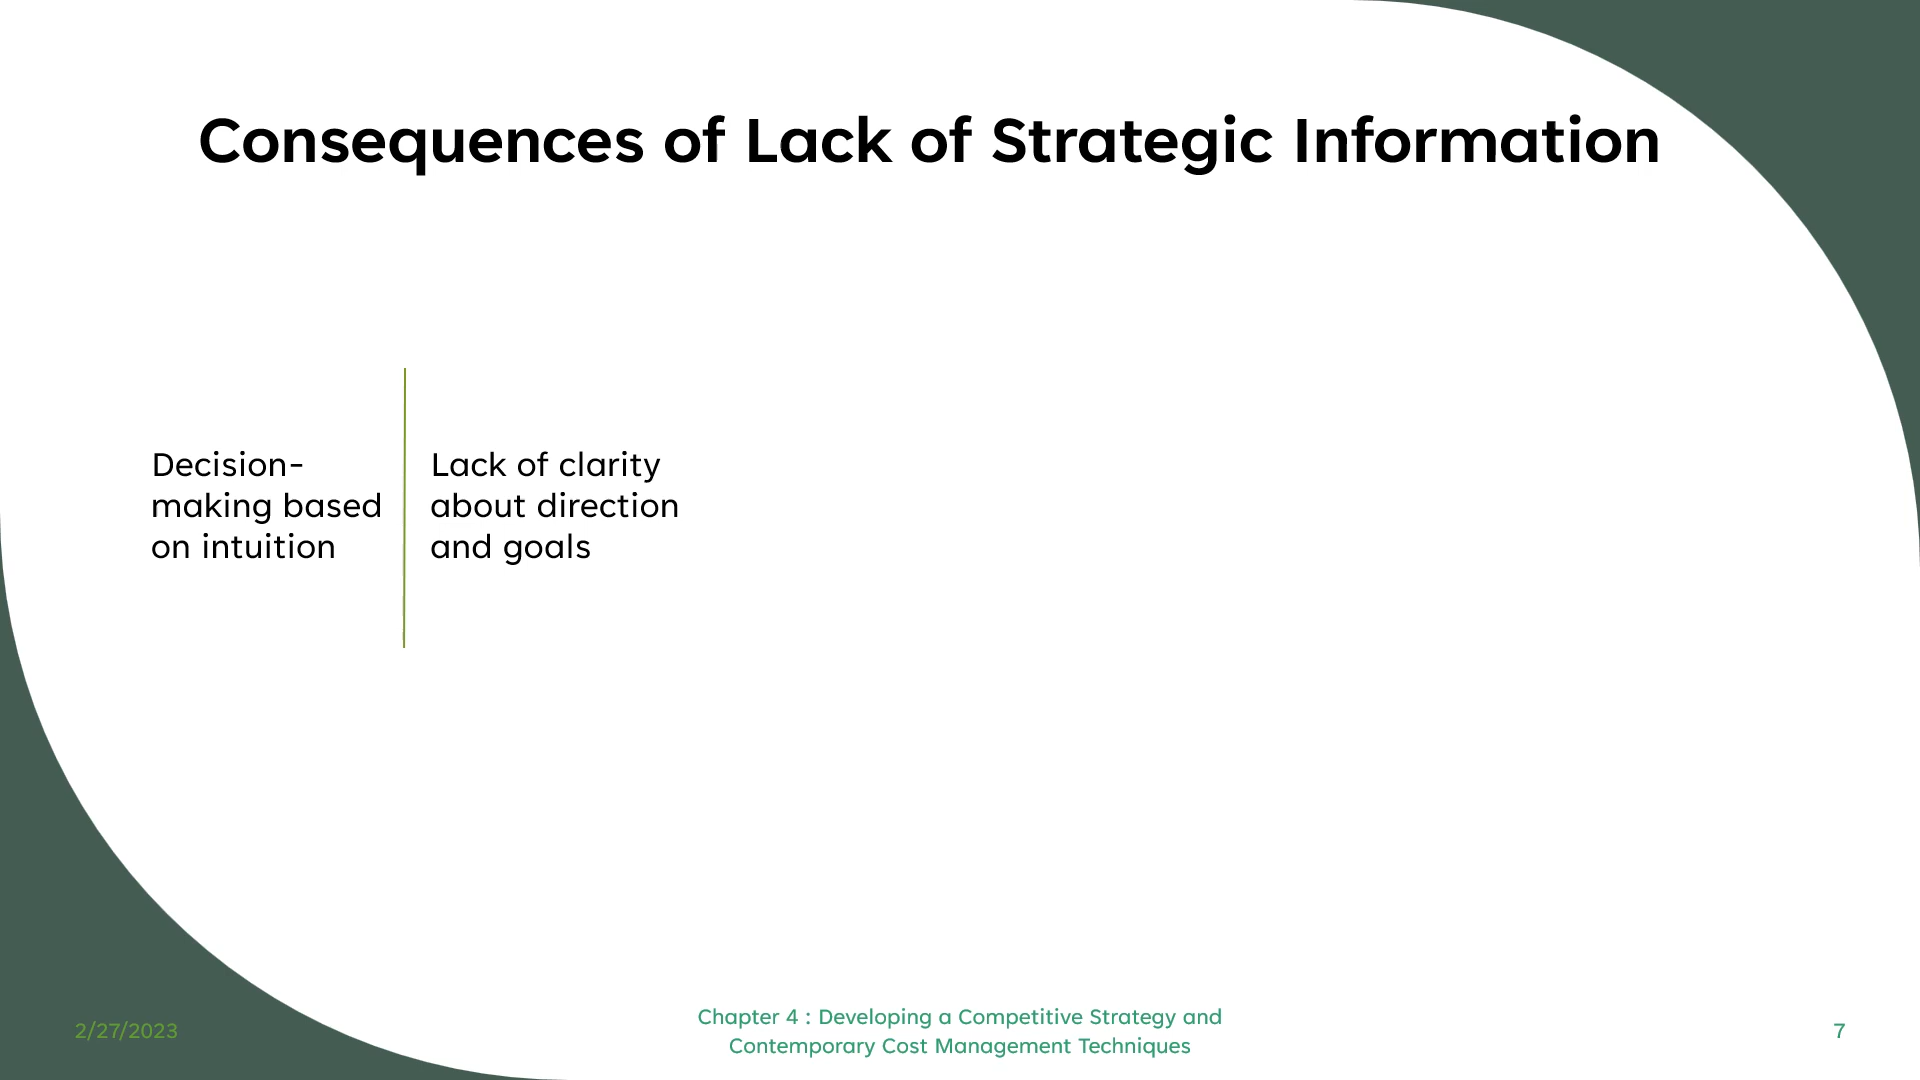 Consequences of Lack of Strategic Information
Decision-
making based
on intuition
Lack of clarity
about direction
and goals
2/27/2023
Chapter 4 : Developing a Competitive Strategy and
Contemporary Cost Management Techniques
7